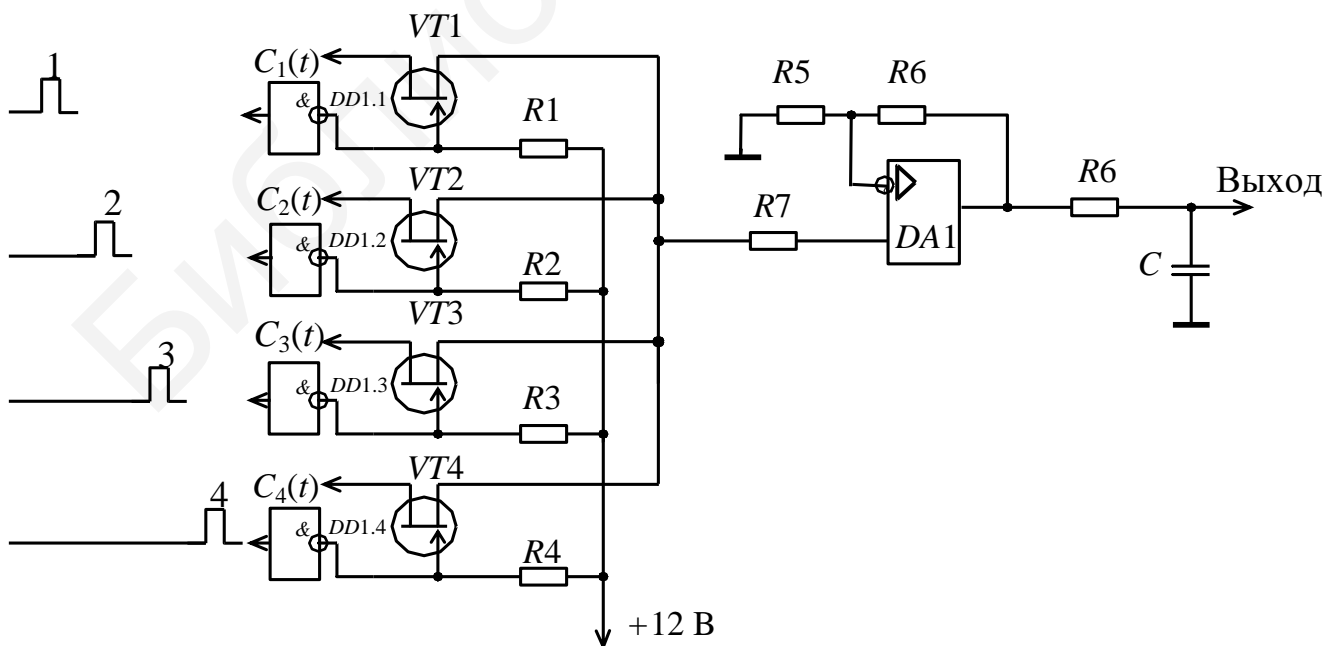 Библио
VT1
1
C1(t)
&
DD1.1
R1
R5
R6
VT2
2
C2(t)
&
DD1.2
R2
R7
DA1
R6
Выход
C
VT3
3
C3(t)
&
DD1.3
R3
VT4
4
C4(t)
&
DD1.4
R4
+12 В